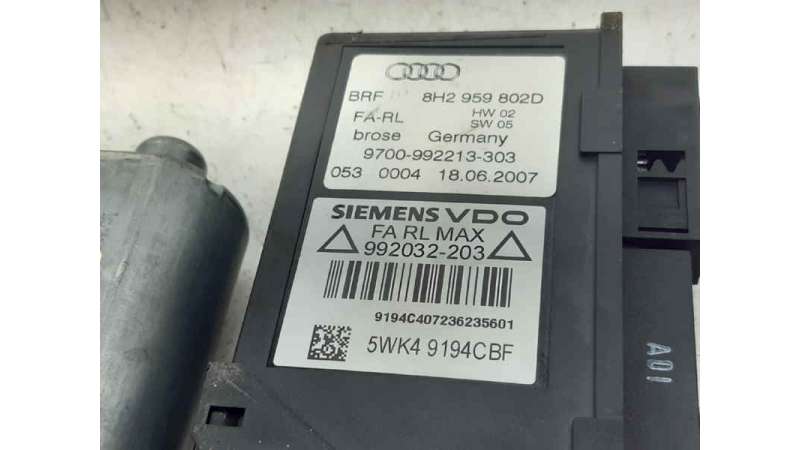 BRF 8H2 959 802D
FA-RL HW 02
SW 05
brose Germany
9700-992213-303
053 0004 18.06.2007
SIEMENS VDO
FA RL MAX
992032-203
9194C407236235601
5WK4 9194CBF
A01